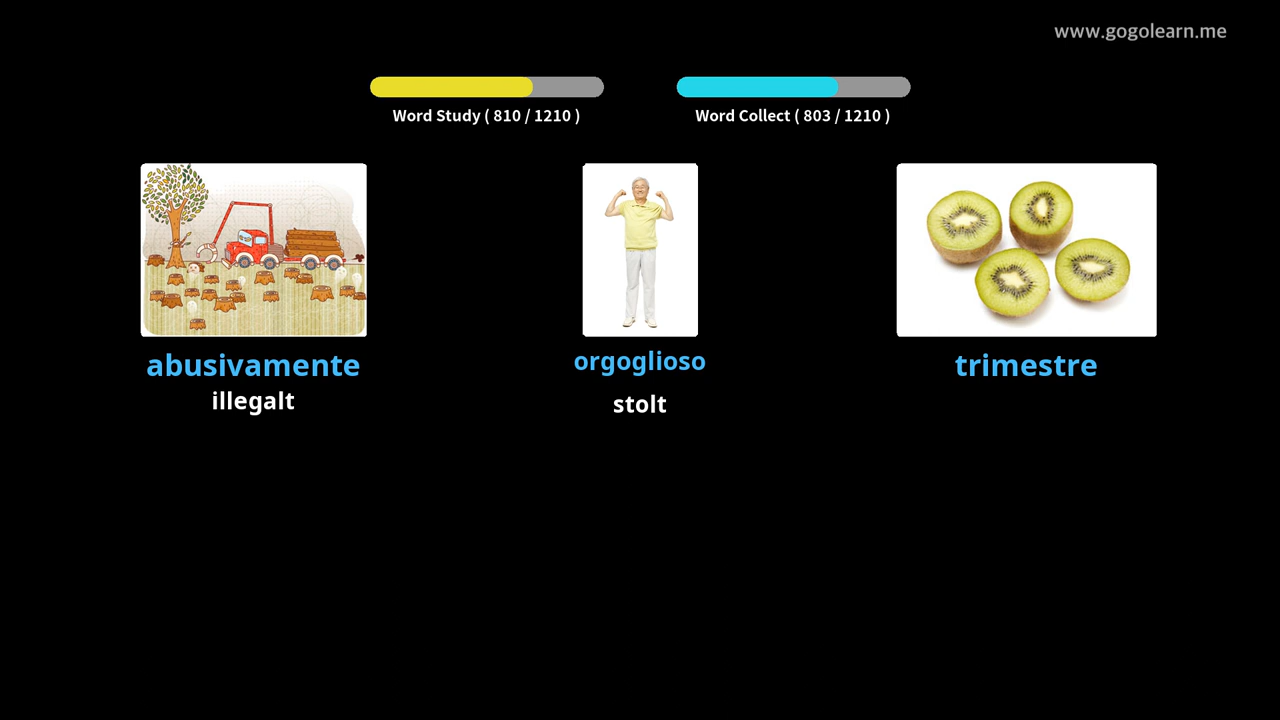 www.gogolearn.me
Word Study ( 810 / 1210 )
Word Collect ( 803 / 1210 )
abusivamente
illegalt
orgoglioso
stolt
trimestre